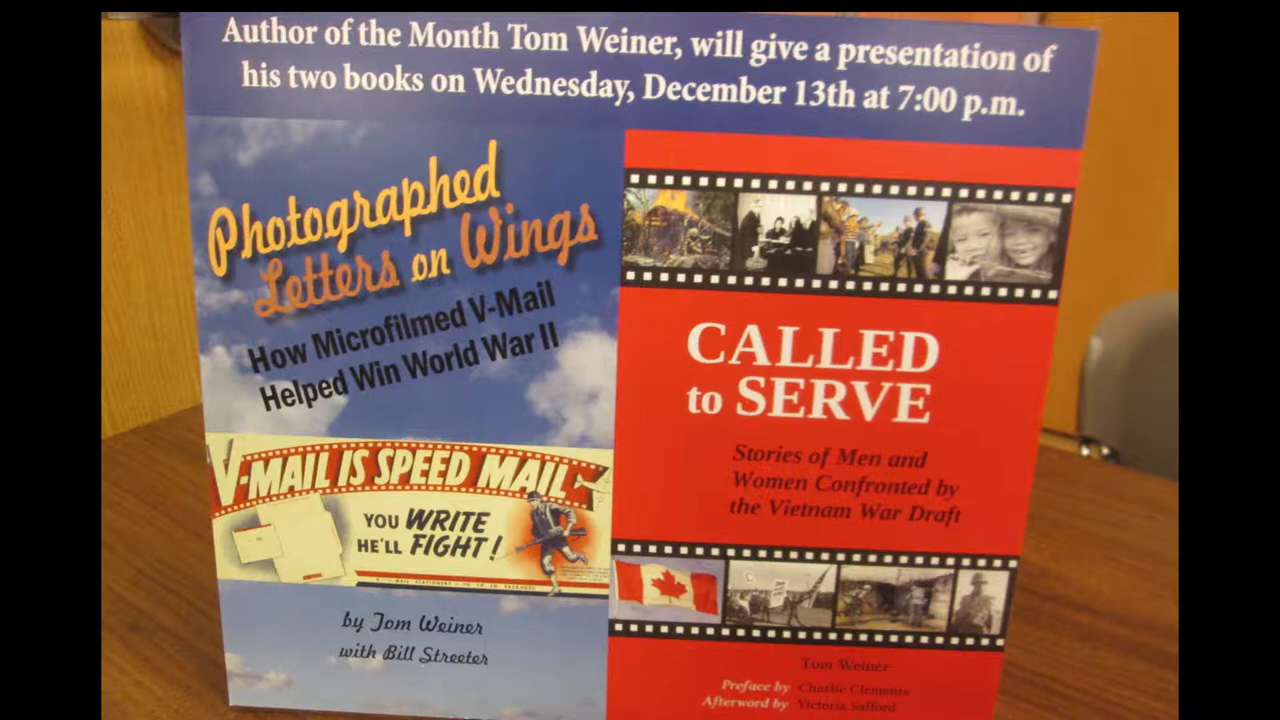 Author of the Month Tom Weiner, will give a presentation of
his two books on Wednesday, December 13th at 7:00 p.m.
Photographed
Letters on Wings
How Microfilmed V-Mail
Helped Win World War II
V-MAIL IS SPEED MAIL
YOU WRITE
HE'LL FIGHT!
by Tom Weiner
with Bill Streeter
CALLED
to SERVE
Stories of Men and
Women Confronted by
the Vietnam War Draft
Tom Weiner
Preface by Charlie Clements
Afterword by Victoria Safford